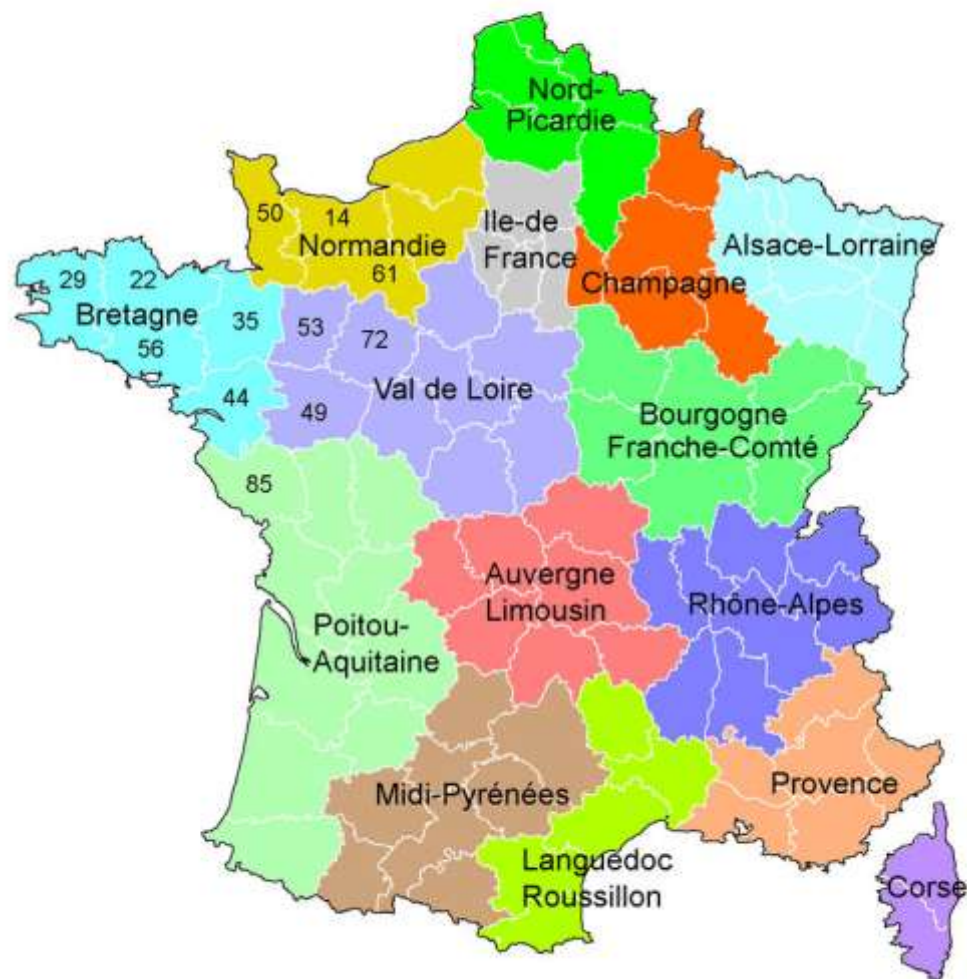 Nord-
Picardie
50
14
Normandie
61
Ile-de
France
Champagne
Alsace-Lorraine
29
22
Bretagne
35
56
44
53
72
49
Val de Loire
Bourgogne
Franche-Comté
85
Auvergne
Limousin
Rhône-Alpes
Poitou-
Aquitaine
Midi-Pyrénées
Provence
Languedoc
Roussillon
Corse